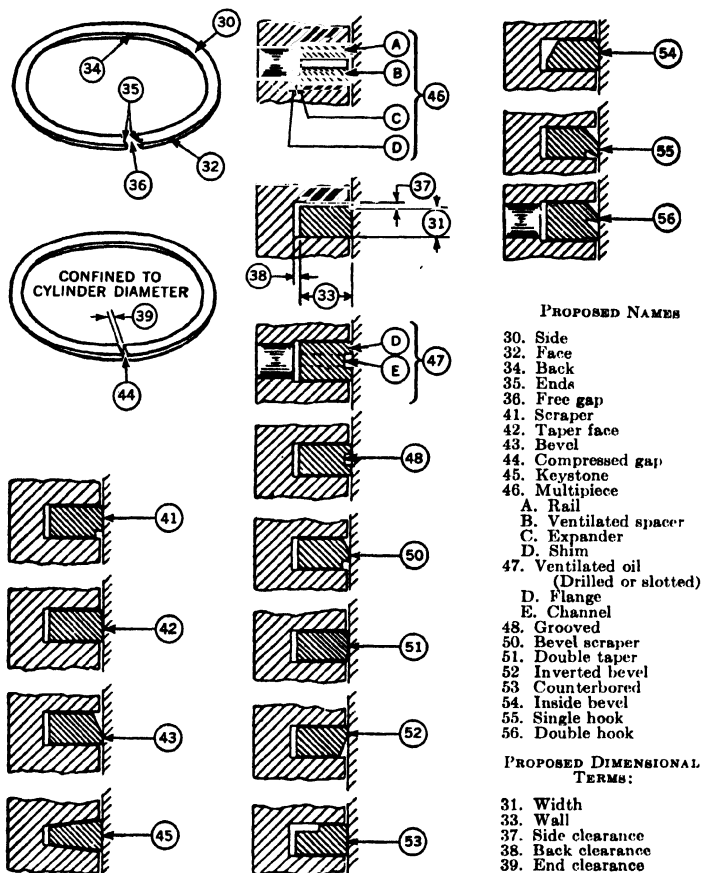 30
34
35
36
32
CONFINED TO
CYLINDER DIAMETER
39
44
41
42
43
45
A
B
C
D
46
37
31
38
33
D
E
47
48
50
51
52
53
54
55
56
PROPOSED NAMES
30. Side
32. Face
34. Back
35. Ends
36. Free gap
41. Scraper
42. Taper face
43. Bevel
44. Compressed gap
45. Keystone
46. Multipiece
A. Rail
B. Ventilated spacer
C. Expander
D. Shim
47. Ventilated oil
(Drilled or slotted)
D. Flange
E. Channel
48. Grooved
50. Bevel scraper
51. Double taper
52 Inverted bevel
53 Counterbored
54. Inside bevel
55. Single hook
56. Double hook
PROPOSED DIMENSIONAL
TERMS:
31. Width
33. Wall
37. Side clearance
38. Back clearance
39. End clearance